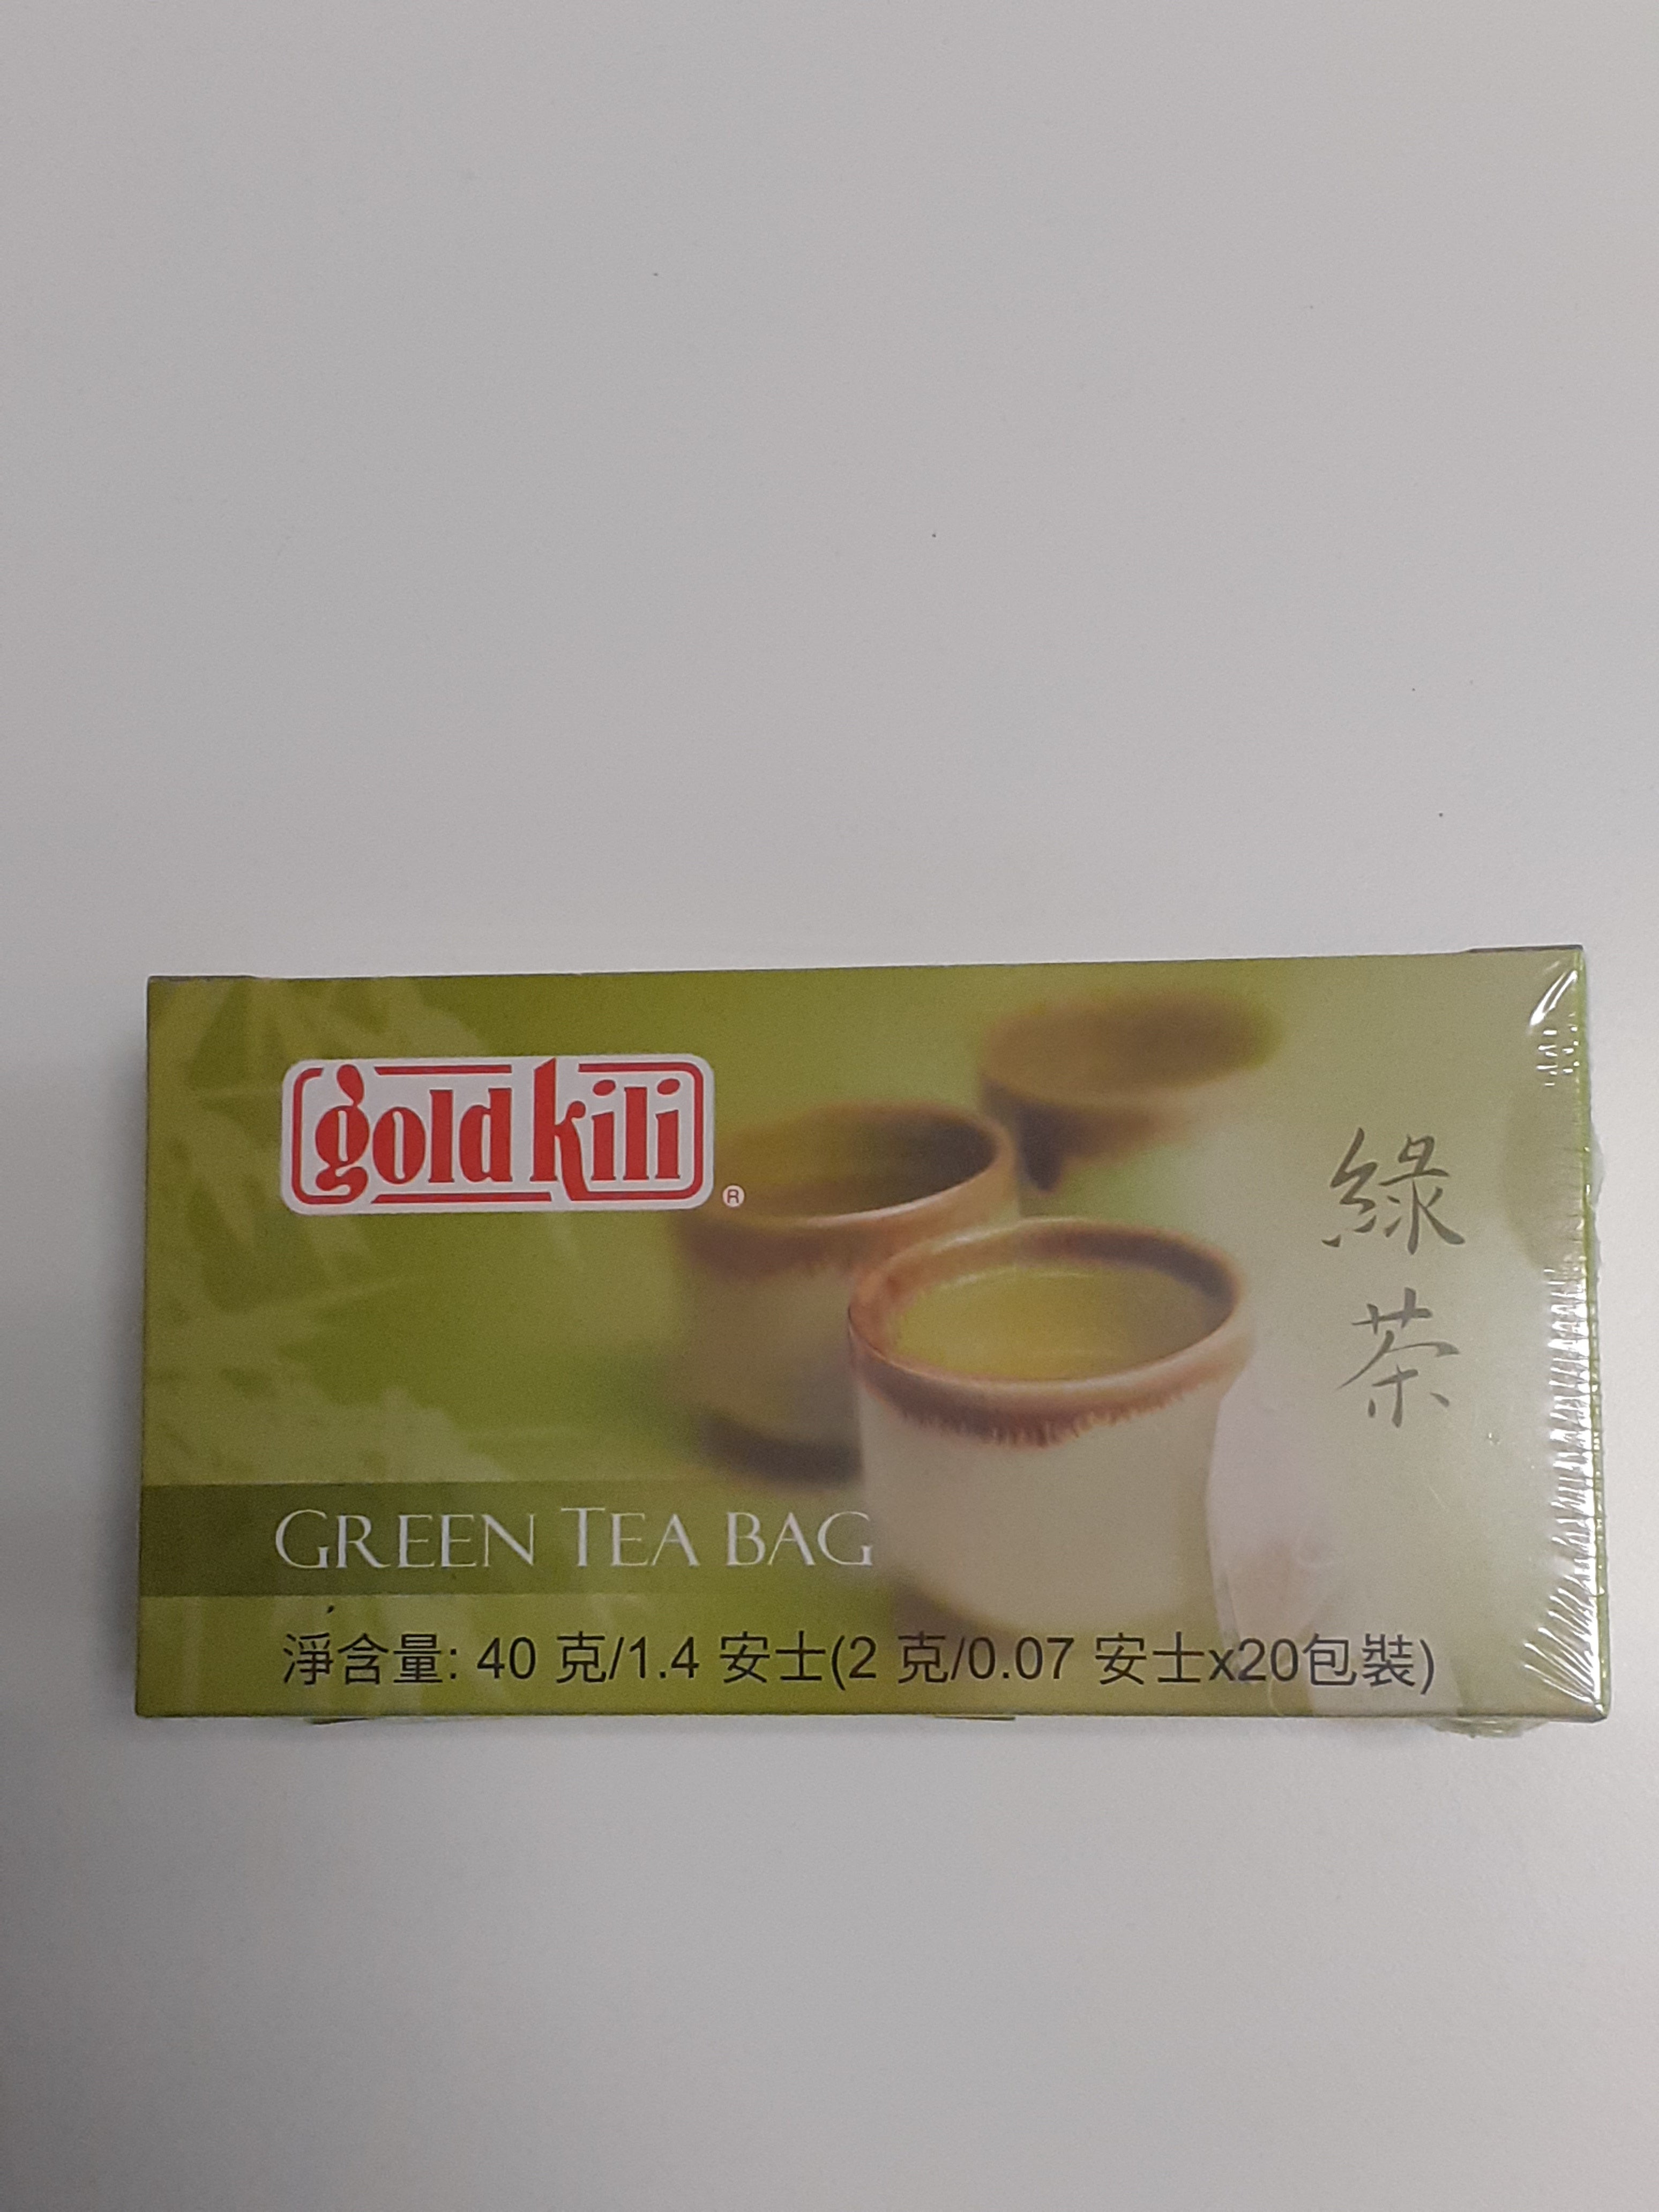 gold kili
®
綠
茶
GREEN TEA BAG
淨含量: 40 克/1.4 安士(2 克/0.07 安士x20包裝)